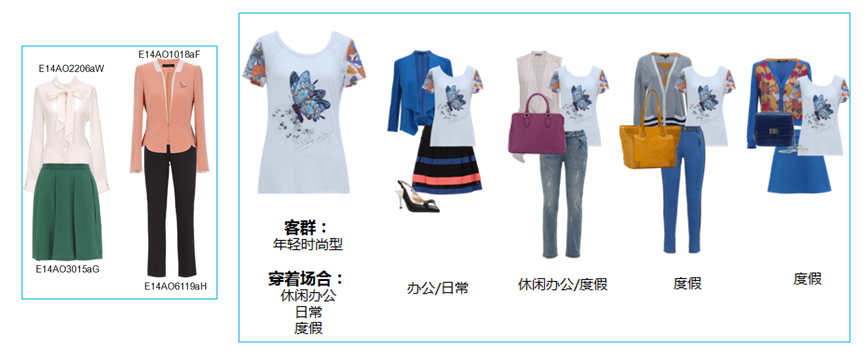 E14AO1018aF
E14AO2206aW
E14AO3015aG
E14AO6119aH
客群：
年轻时尚型
穿着场合：
休闲办公
日常
度假
办公/日常
休闲办公/度假
度假
度假